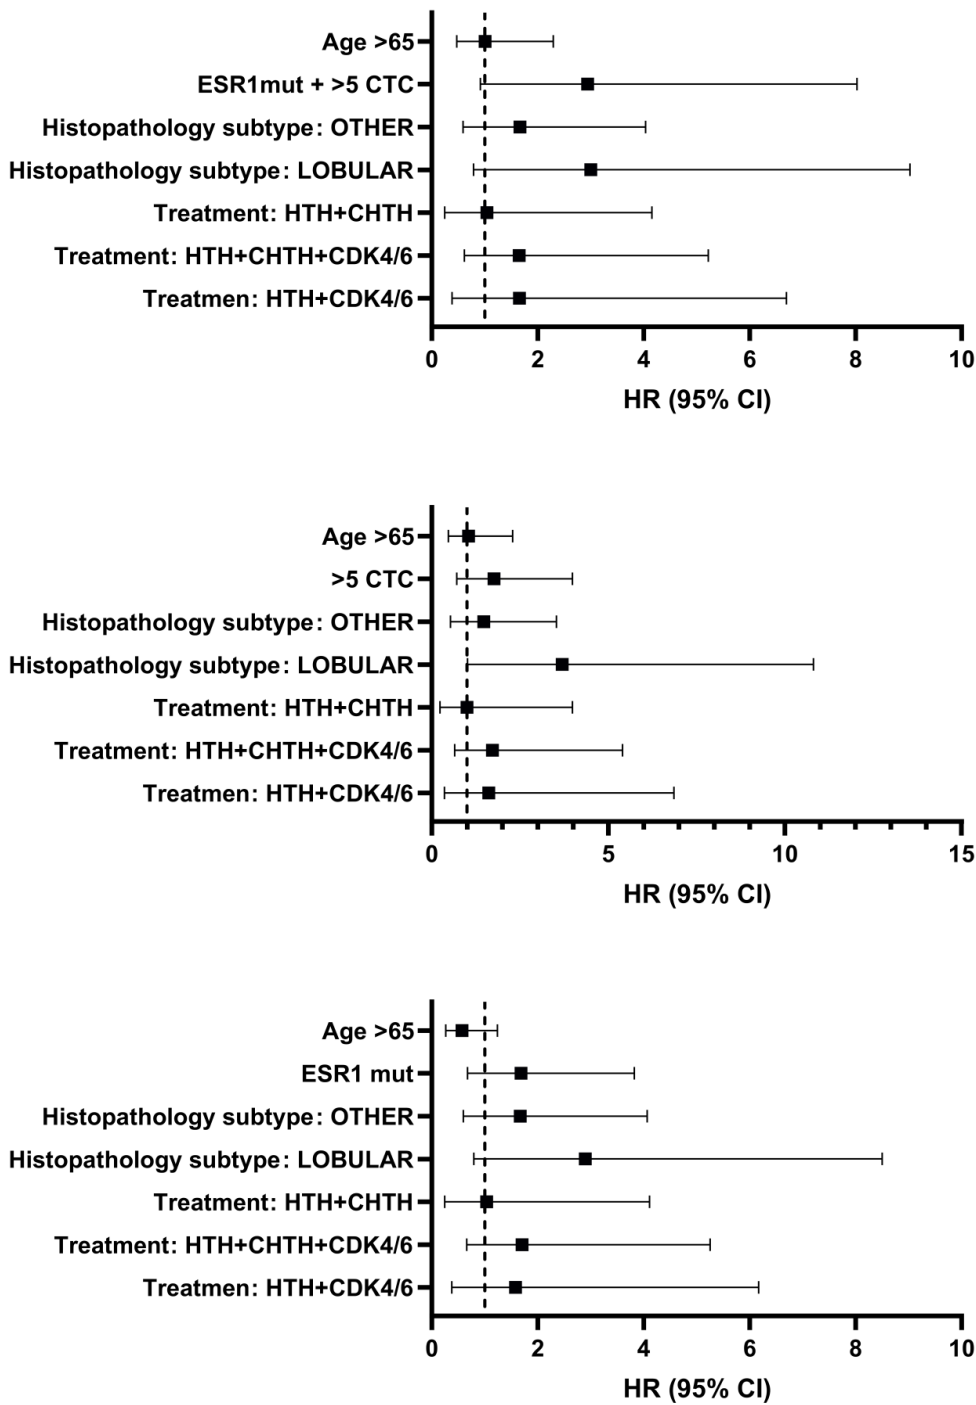 Age >65
ESR1mut + >5 CTC
Histopathology subtype: OTHER
Histopathology subtype: LOBULAR
Treatment: HTH+CHTH
Treatment: HTH+CHTH+CDK4/6
Treatmen: HTH+CDK4/6
0 2 4 6 8 10
HR (95% CI)
Age >65
>5 CTC
Histopathology subtype: OTHER
Histopathology subtype: LOBULAR
Treatment: HTH+CHTH
Treatment: HTH+CHTH+CDK4/6
Treatmen: HTH+CDK4/6
0 5 10 15
HR (95% CI)
Age >65
ESR1 mut
Histopathology subtype: OTHER
Histopathology subtype: LOBULAR
Treatment: HTH+CHTH
Treatment: HTH+CHTH+CDK4/6
Treatmen: HTH+CDK4/6
0 2 4 6 8 10
HR (95% CI)